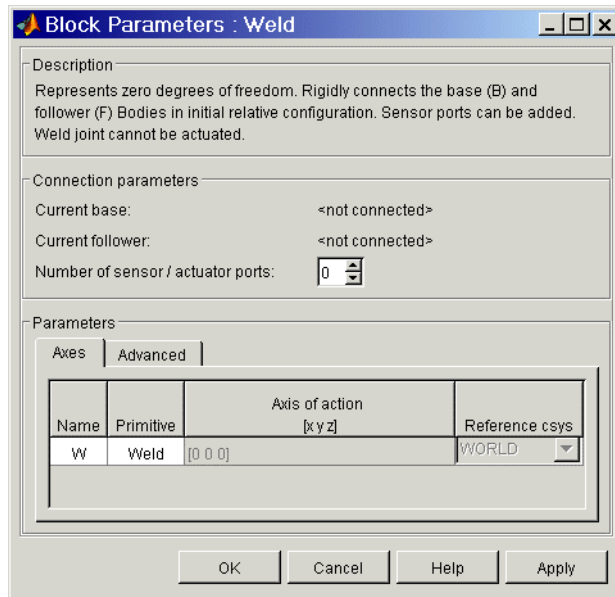 Block Parameters : Weld
Description
Represents zero degrees of freedom. Rigidly connects the base (B) and
follower (F) Bodies in initial relative configuration. Sensor ports can be added.
Weld joint cannot be actuated.
Connection parameters
Current base: <not connected>
Current follower: <not connected>
Number of sensor / actuator ports: 0
Parameters
Axes Advanced
Name Primitive Axis of action [x y z] Reference csys
W Weld [0 0 0] WORLD
OK Cancel Help Apply